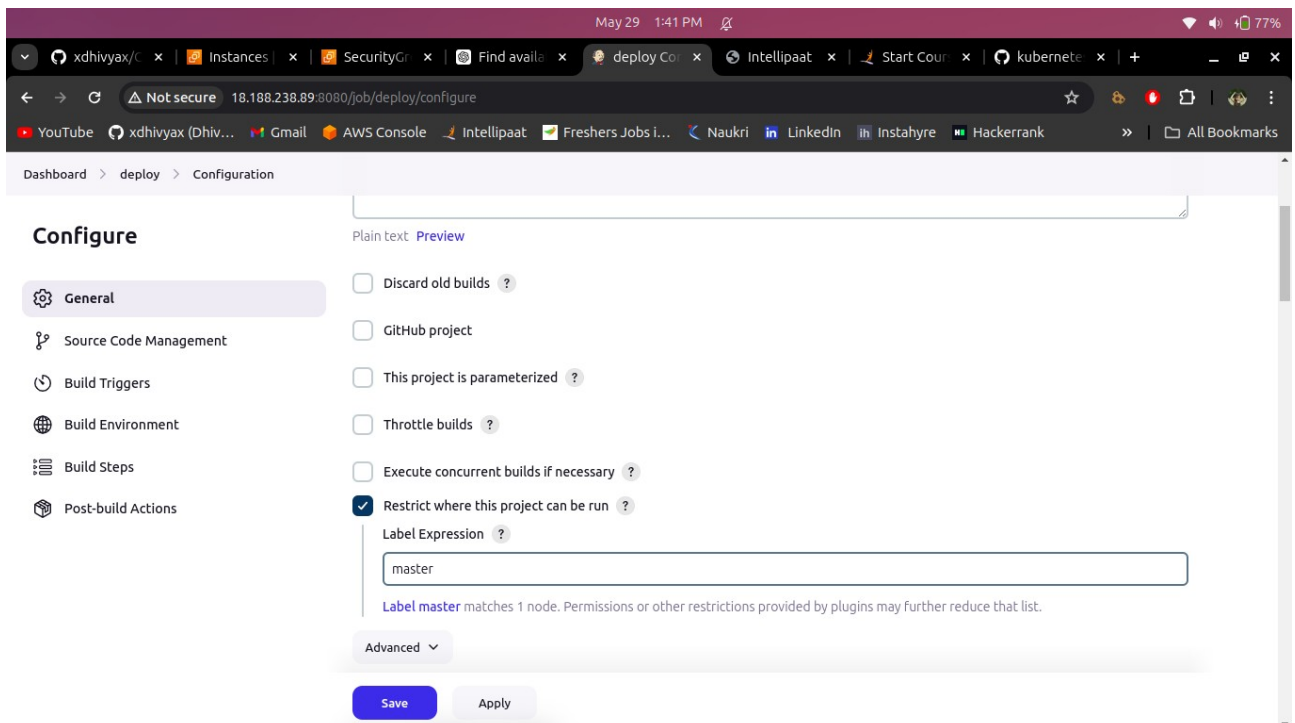 May 29 1:41 PM 77%
xdhivyax/C Instances SecurityGr Find availa deploy Con Intellipaat Start Cours kubernete
Not secure 18.188.238.89:8080/job/deploy/configure
YouTube xdhivyax (Dhiv... Gmail AWS Console Intellipaat Freshers Jobs i... Naukri in LinkedIn ih Instahyre Hackerrank » All Bookmarks
Dashboard > deploy > Configuration
Configure
General
Source Code Management
Build Triggers
Build Environment
Build Steps
Post-build Actions
Plain text Preview
Discard old builds ?
GitHub project
This project is parameterized ?
Throttle builds ?
Execute concurrent builds if necessary ?
Restrict where this project can be run ?
Label Expression ?
master
Label master matches 1 node. Permissions or other restrictions provided by plugins may further reduce that list.
Advanced
Save Apply